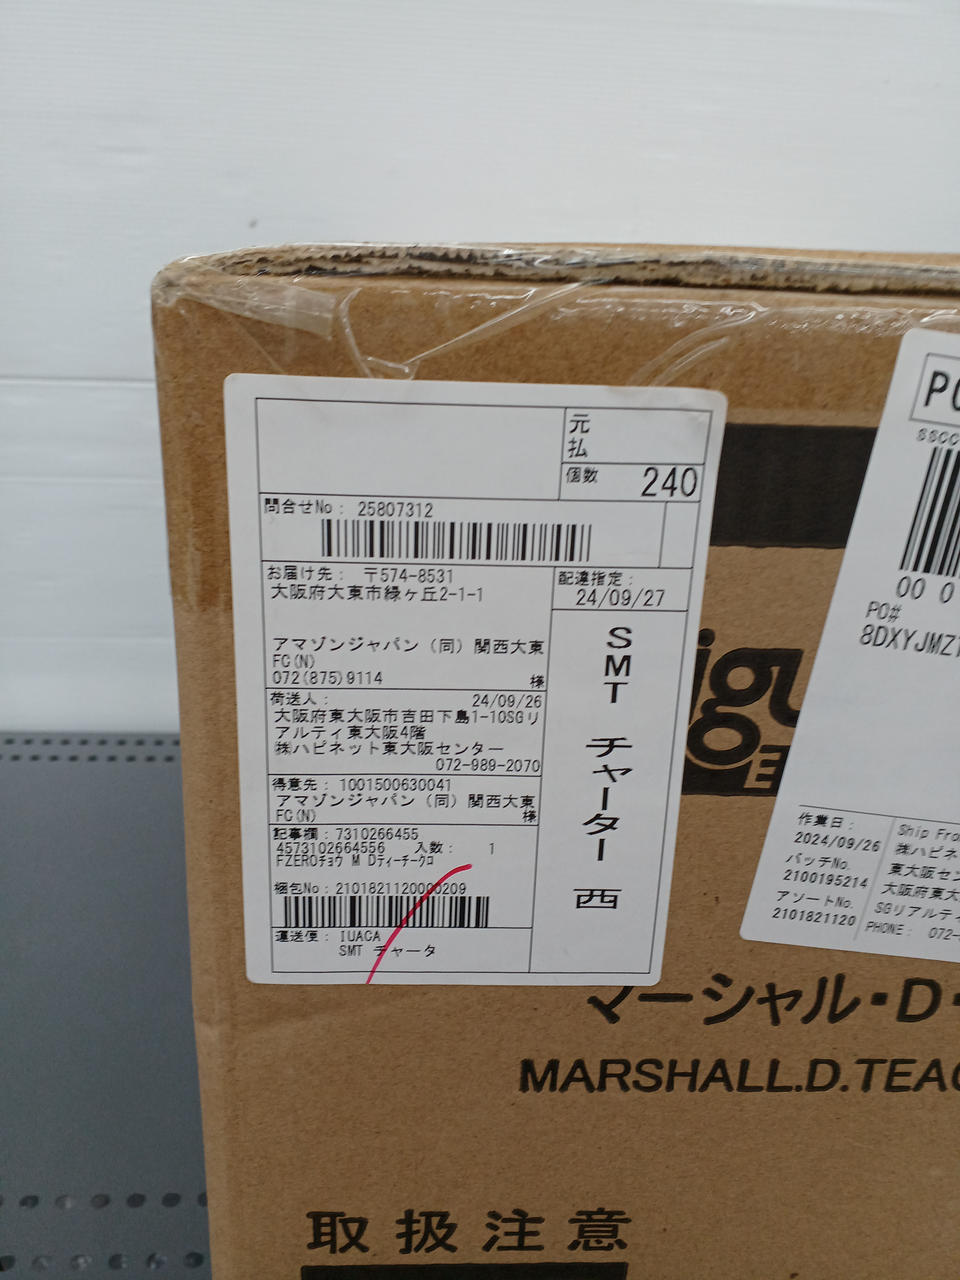 元
払
個数 240
問合せNo : 25807312
お届け先 : 〒574-8531
大阪府大東市緑ヶ丘2-1-1
アマゾンジャパン (同) 関西大東
FC(N)
072(875)9114 様
配達指定:
24/09/27
SMT チャーター 西
荷送人: 24/09/26
大阪府東大阪市吉田下島1-10SGリ
アルティ東大阪4階
㈱ハピネット東大阪センター
072-989-2070
得意先 : 1001500630041
アマゾンジャパン (同) 関西大東
FC(N) 様
記事欄 : 7310266455
4573102664556 入数: 1
FZEROチョウ M Dティーチークロ
梱包No : 2101821120000209
運送便 : IUACA
SMT チャータ
PO
SSCC
00 0
PO#
8DXYJMZ
作業日:
2024/09/26
バッチNo.
2100195214
アソートNo.
2101821120
Ship Fro
㈱ハピネ
東大阪セ
大阪府東大
SGリアルテ
PHONE: 072-
マーシャル・D・
MARSHALL.D.TEAC
取扱注意